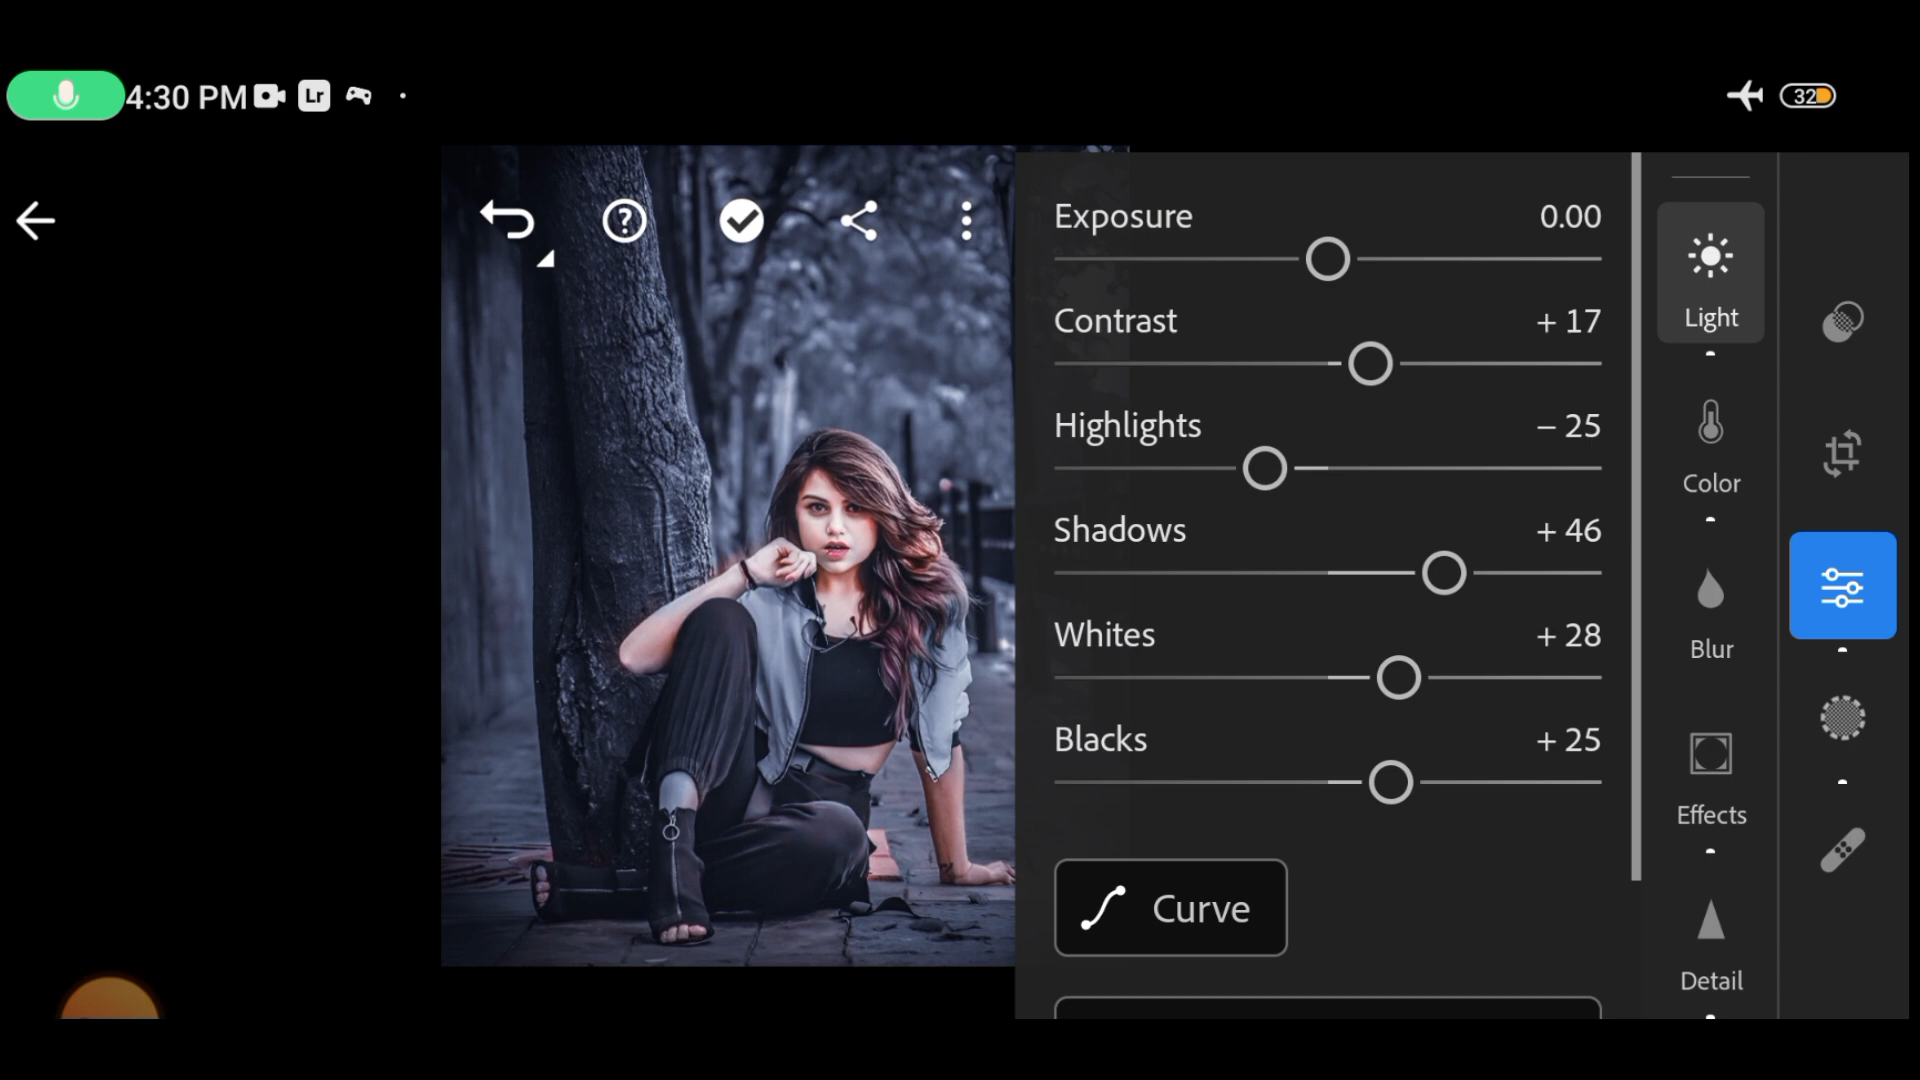 4:30 PM Lr
32
Exposure 0.00
Contrast + 17
Highlights – 25
Shadows + 46
Whites + 28
Blacks + 25
Curve
Light
Color
Blur
Effects
Detail